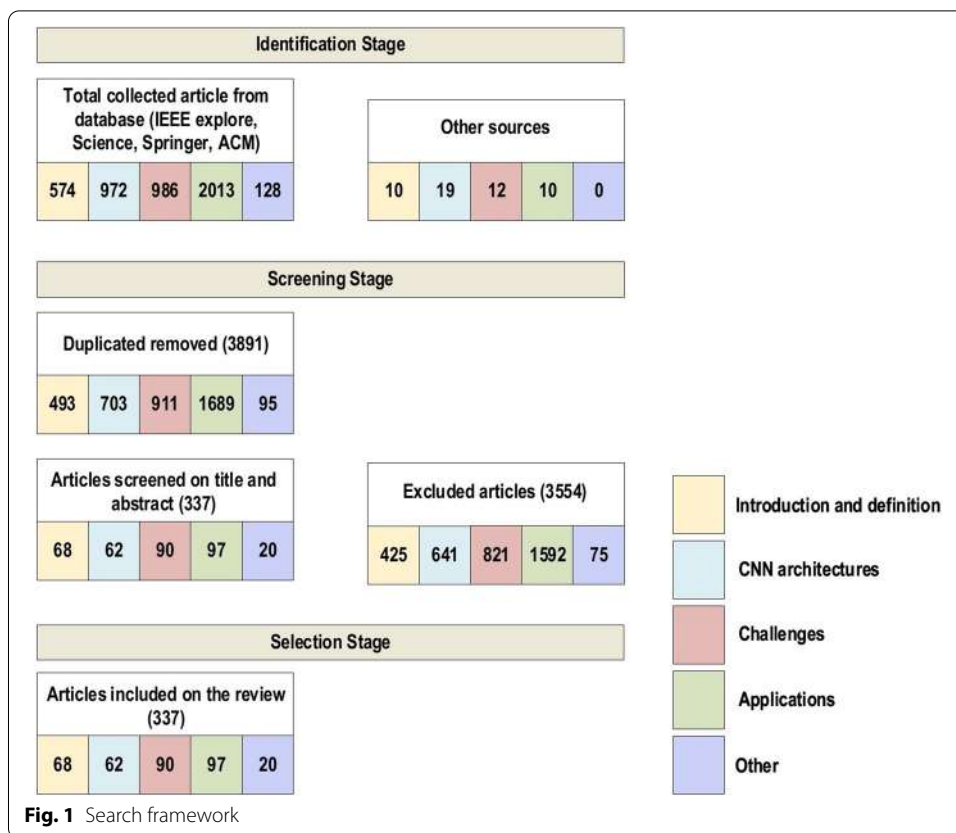 Identification Stage
Total collected article from
database (IEEE explore,
Science, Springer, ACM)
574 972 986 2013 128
Other sources
10 19 12 10 0
Screening Stage
Duplicated removed (3891)
493 703 911 1689 95
Articles screened on title and
abstract (337)
68 62 90 97 20
Excluded articles (3554)
425 641 821 1592 75
Selection Stage
Articles included on the review
(337)
68 62 90 97 20
Introduction and definition
CNN architectures
Challenges
Applications
Other
Fig. 1 Search framework